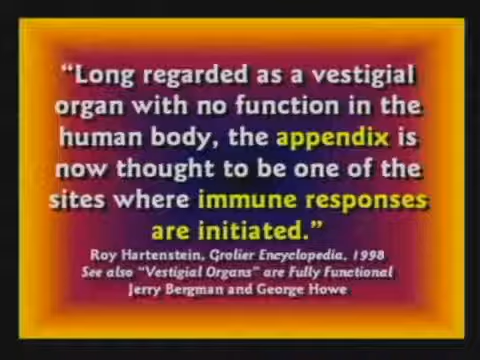 “Long regarded as a vestigial
organ with no function in the
human body, the appendix is
now thought to be one of the
sites where immune responses
are initiated.”
Roy Hartenstein, Grolier Encyclopedia, 1998
See also “Vestigial Organs” are Fully Functional
Jerry Bergman and George Howe